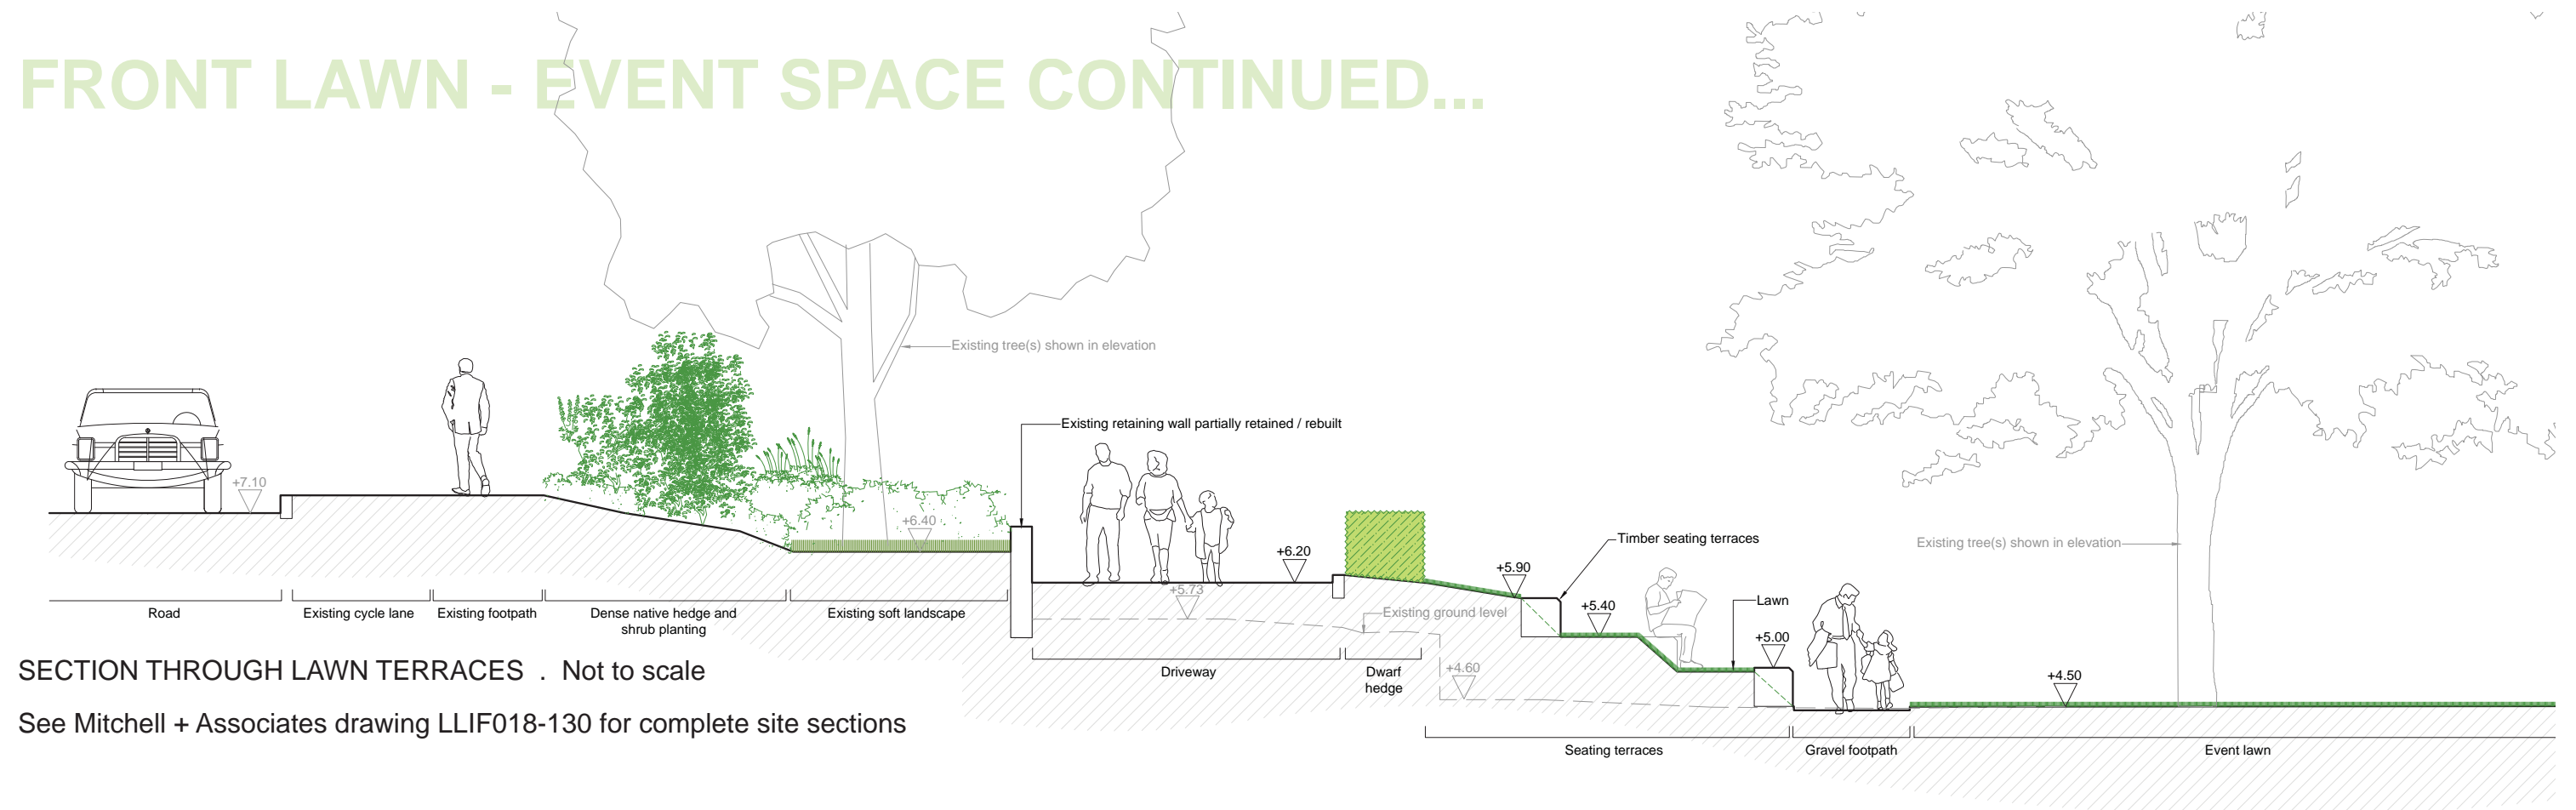 FRONT LAWN - EVENT SPACE CONTINUED...
Existing tree(s) shown in elevation
Existing retaining wall partially retained / rebuilt
+7.10
+6.40
+6.20
+5.73
+5.90
Timber seating terraces
Existing tree(s) shown in elevation
+5.40
Lawn
+5.00
Existing ground level
+4.60
+4.50
Road
Existing cycle lane
Existing footpath
Dense native hedge and
shrub planting
Existing soft landscape
Driveway
Dwarf
hedge
Seating terraces
Gravel footpath
Event lawn
SECTION THROUGH LAWN TERRACES . Not to scale
See Mitchell + Associates drawing LLIF018-130 for complete site sections